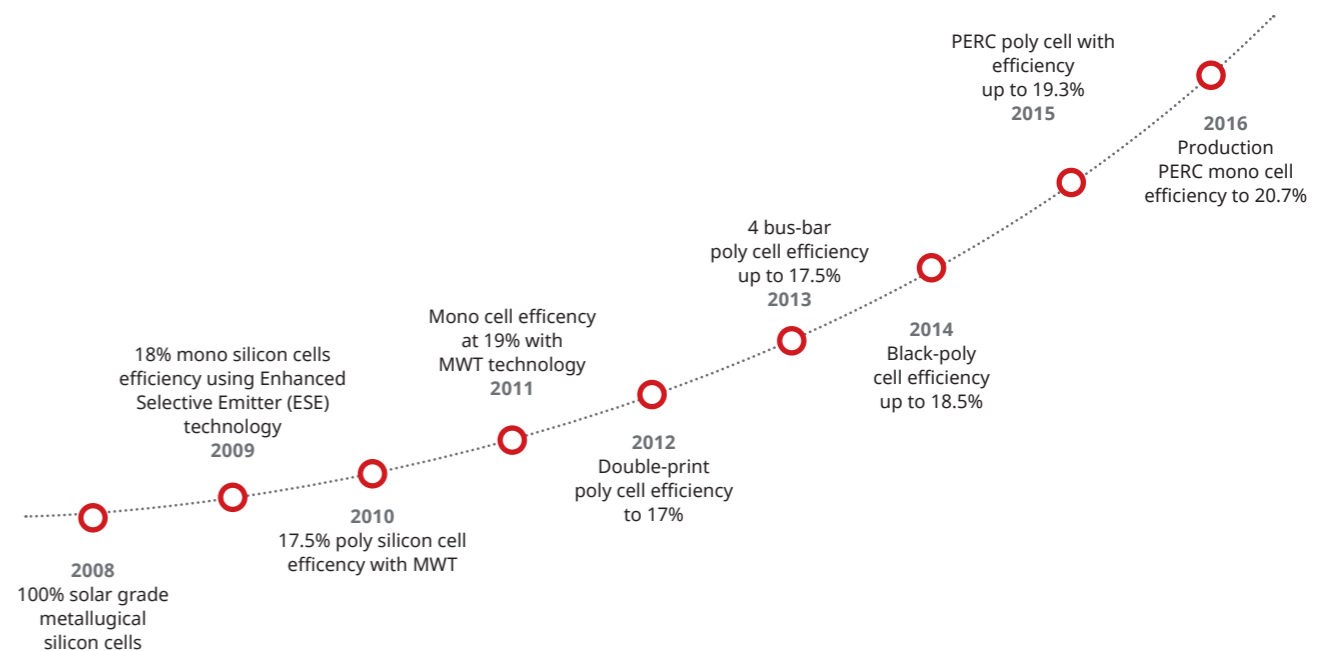 2008
100% solar grade
metallugical
silicon cells
18% mono silicon cells
efficiency using Enhanced
Selective Emitter (ESE)
technology
2009
2010
17.5% poly silicon cell
efficency with MWT
Mono cell efficency
at 19% with
MWT technology
2011
2012
Double-print
poly cell efficiency
to 17%
4 bus-bar
poly cell efficiency
up to 17.5%
2013
2014
Black-poly
cell efficiency
up to 18.5%
PERC poly cell with
efficiency
up to 19.3%
2015
2016
Production
PERC mono cell
efficiency to 20.7%